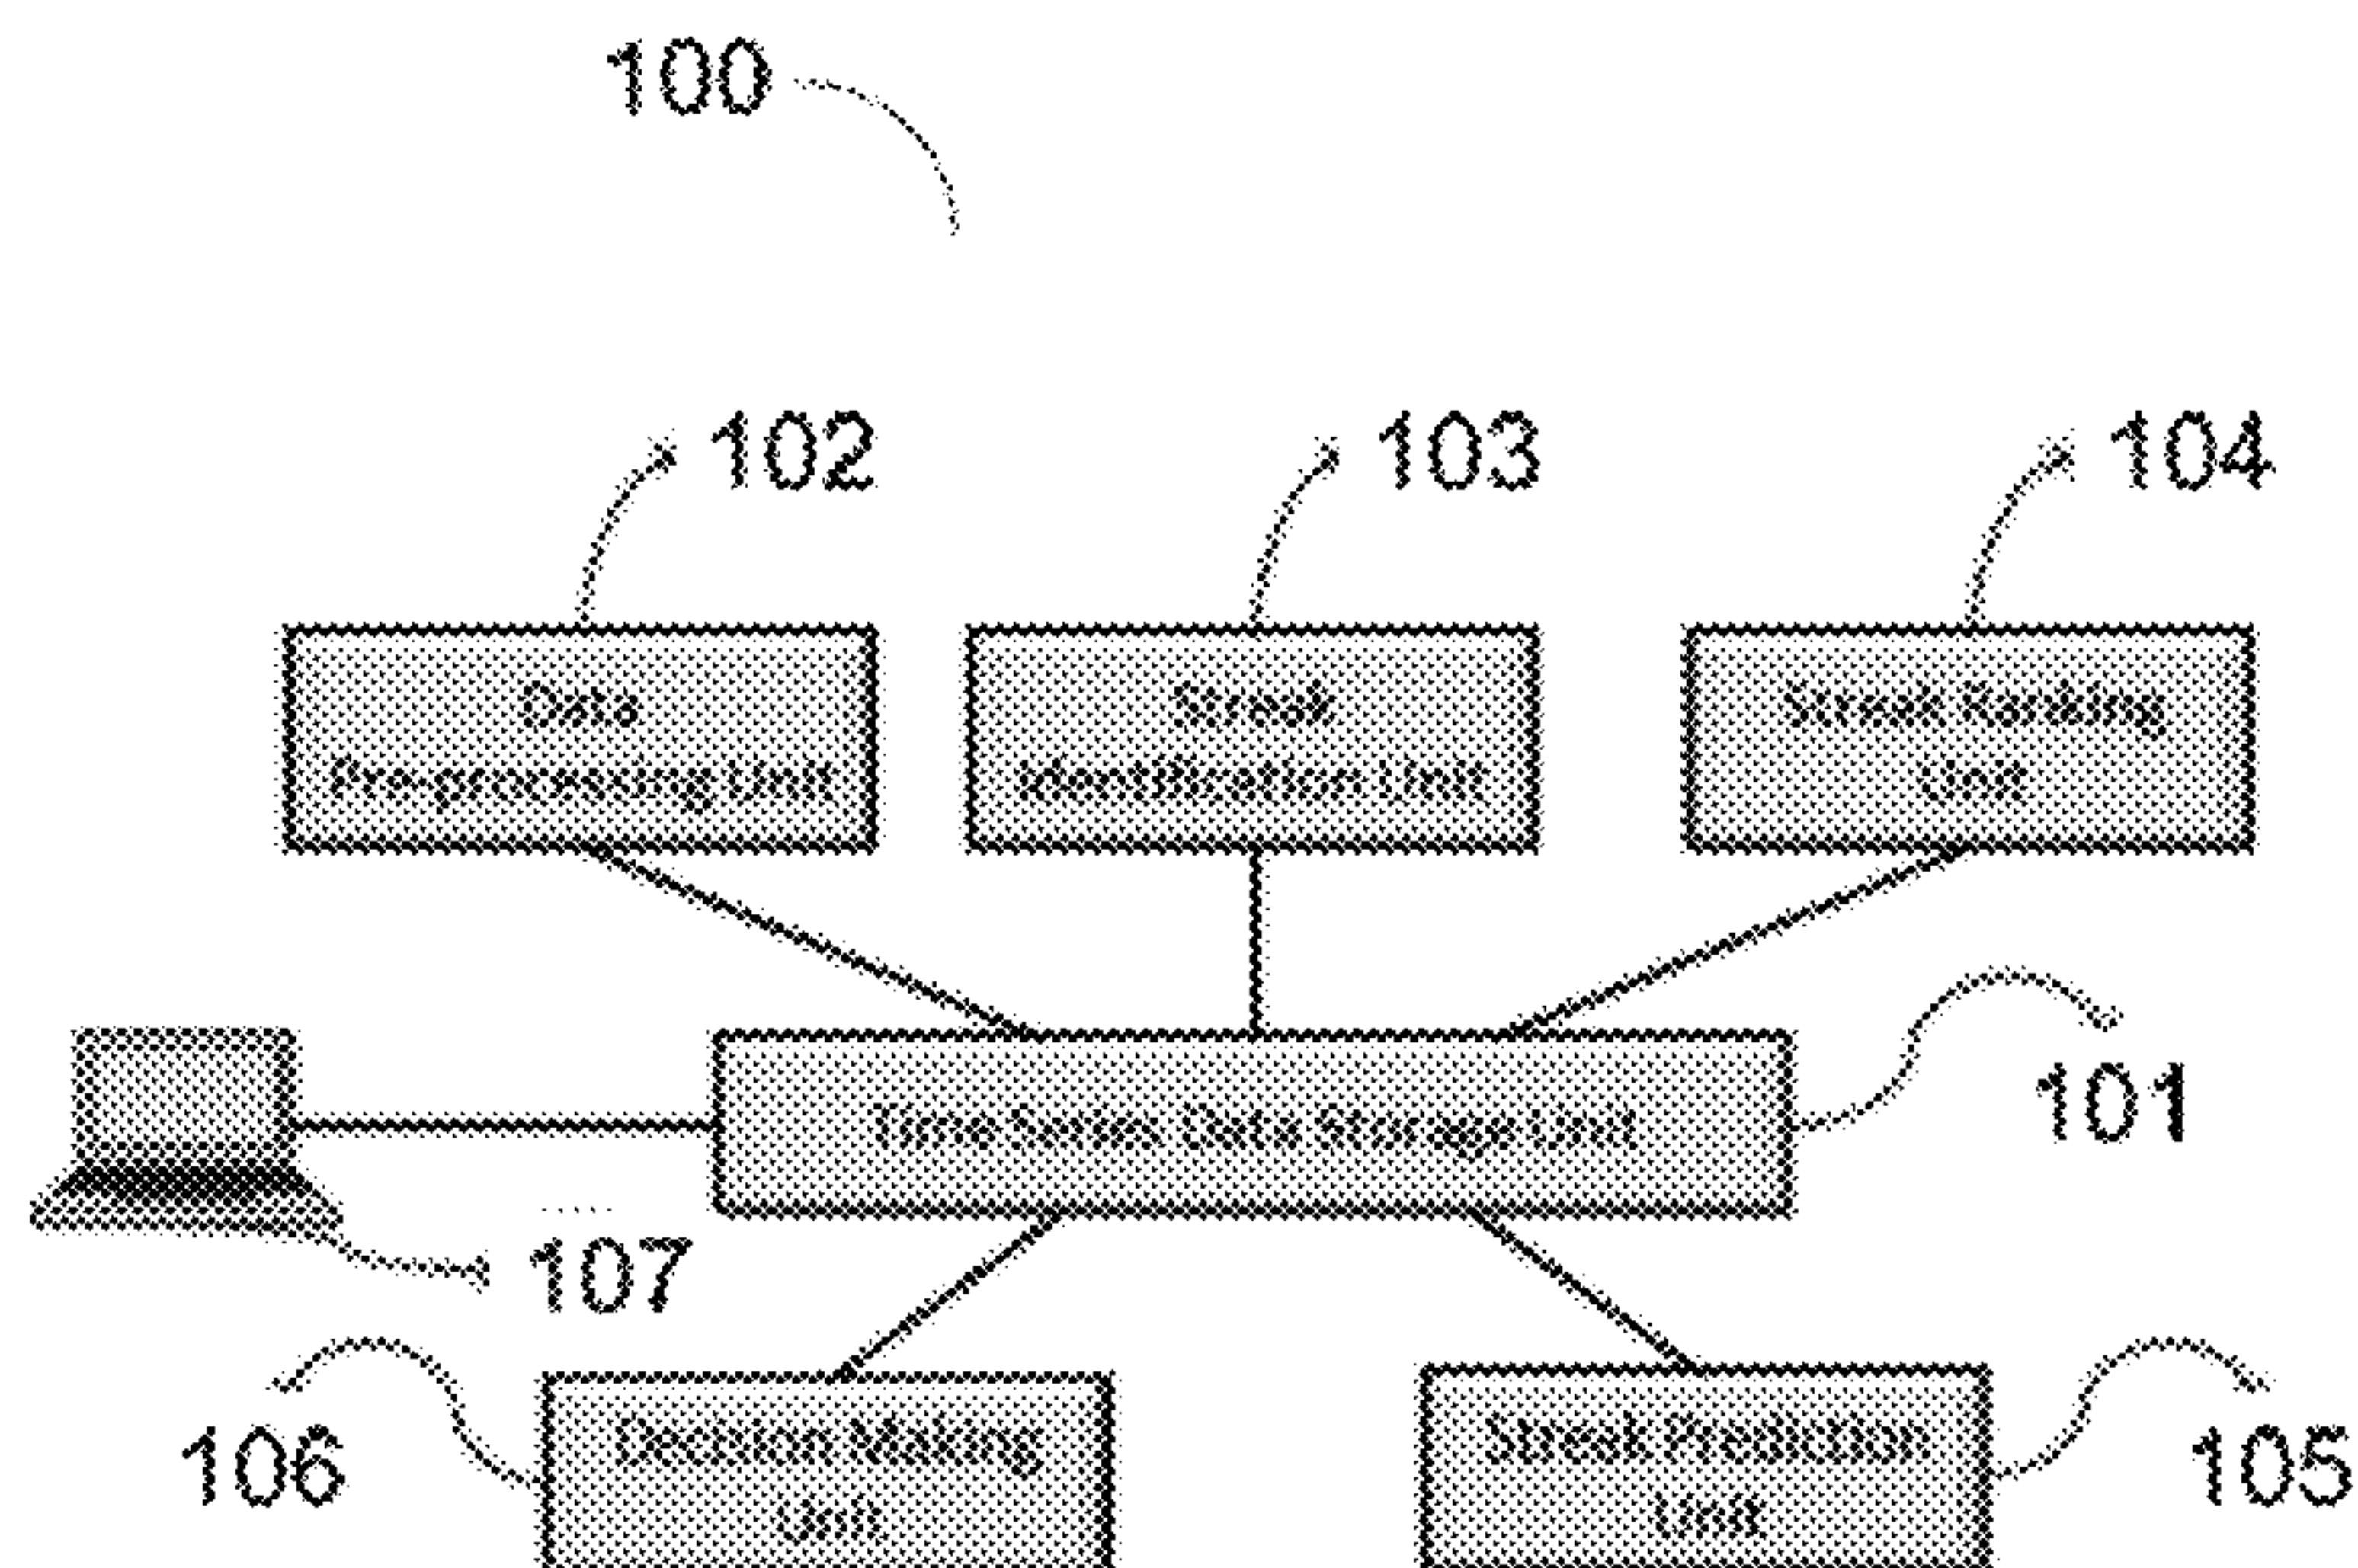 100
102
103
104
Data
Pre-processing Unit
Streak
Identification Unit
Streak Ranking
Unit
Time Series Data Storage Unit
101
107
106
Decision Making
Unit
Streak Prediction
Unit
105